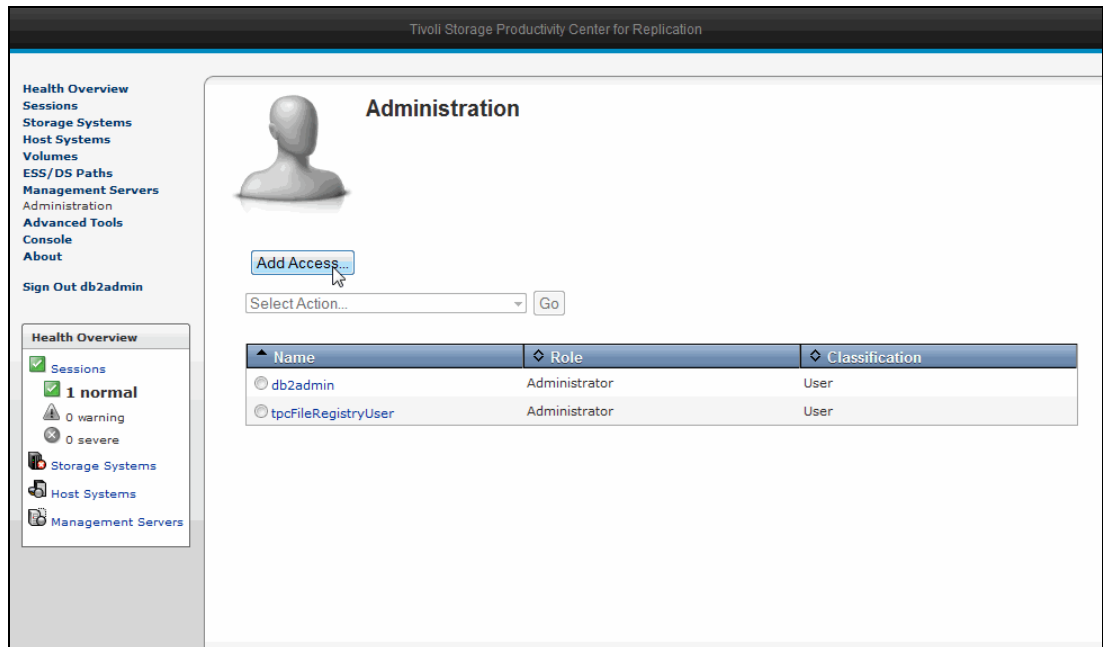 Tivoli Storage Productivity Center for Replication
Health Overview
Sessions
Storage Systems
Host Systems
Volumes
ESS/DS Paths
Management Servers
Administration
Advanced Tools
Console
About
Sign Out db2admin
Health Overview
Sessions
1 normal
0 warning
0 severe
Storage Systems
Host Systems
Management Servers
Administration
Add Access...
Select Action... Go
Name Role Classification
db2admin Administrator User
tpcFileRegistryUser Administrator User